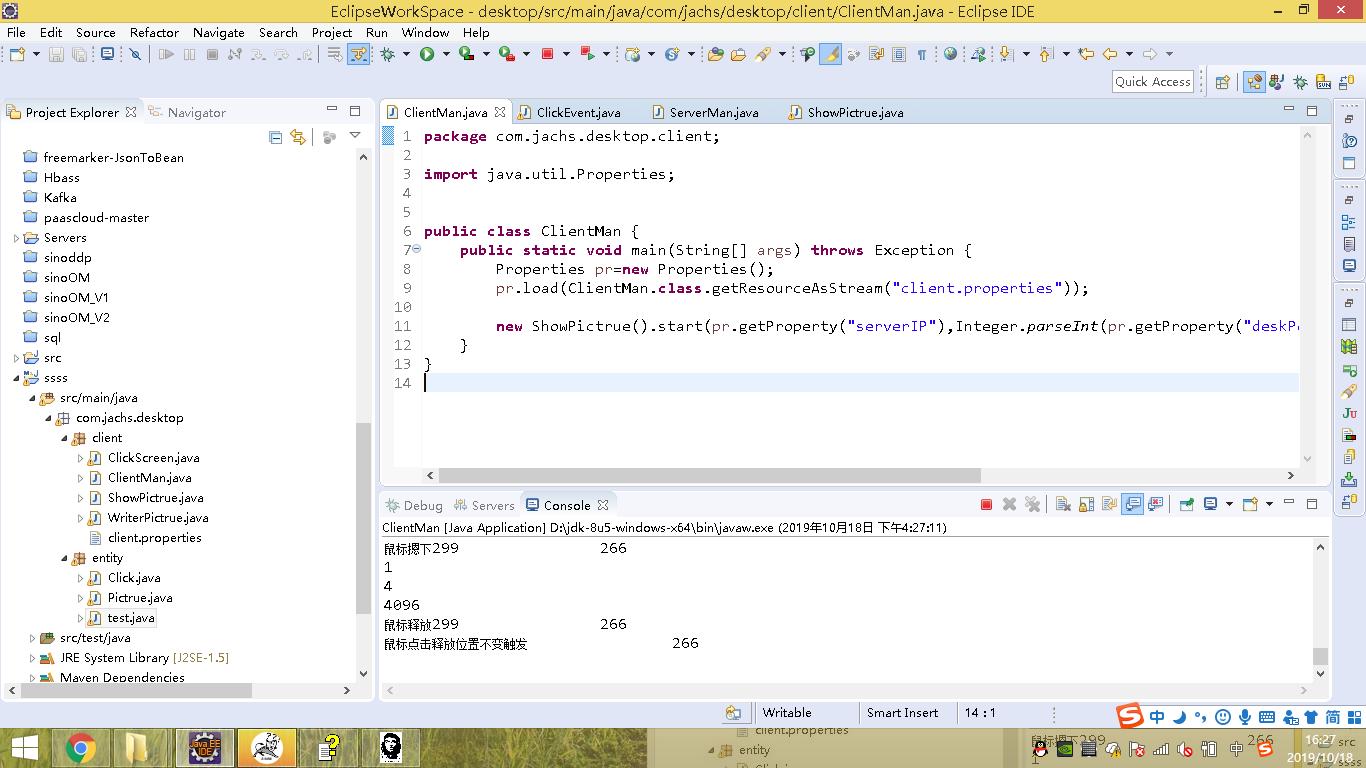 EclipseWorkSpace - desktop/src/main/java/com/jachs/desktop/client/ClientMan.java - Eclipse IDE
File Edit Source Refactor Navigate Search Project Run Window Help
Quick Access
Project Explorer Navigator
freemarker-JsonToBean
Hbass
Kafka
paascloud-master
Servers
sinoddp
sinoOM
sinoOM_V1
sinoOM_V2
sql
src
ssss
src/main/java
com.jachs.desktop
client
ClickScreen.java
ClientMan.java
ShowPictrue.java
WriterPictrue.java
client.properties
entity
Click.java
Pictrue.java
test.java
src/test/java
JRE System Library [J2SE-1.5]
Maven Dependencies
ClientMan.java ClickEvent.java ServerMan.java ShowPictrue.java
1 package com.jachs.desktop.client;
2
3 import java.util.Properties;
4
5
6 public class ClientMan {
7 public static void main(String[] args) throws Exception {
8 Properties pr=new Properties();
9 pr.load(ClientMan.class.getResourceAsStream("client.properties"));
10
11 new ShowPictrue().start(pr.getProperty("serverIP"),Integer.parseInt(pr.getProperty("deskPo
12 }
13 }
14
Debug Servers Console
ClientMan [Java Application] D:\jdk-8u5-windows-x64\bin\javaw.exe (2019年10月18日 下午4:27:11)
鼠标摁下299 266
1
4
4096
鼠标释放299 266
鼠标点击释放位置不变触发 266
Writable Smart Insert 14 : 1
中 简
client.properties
entity
鼠标摁下299 266
src
ssss
中
16:27
2019/10/18